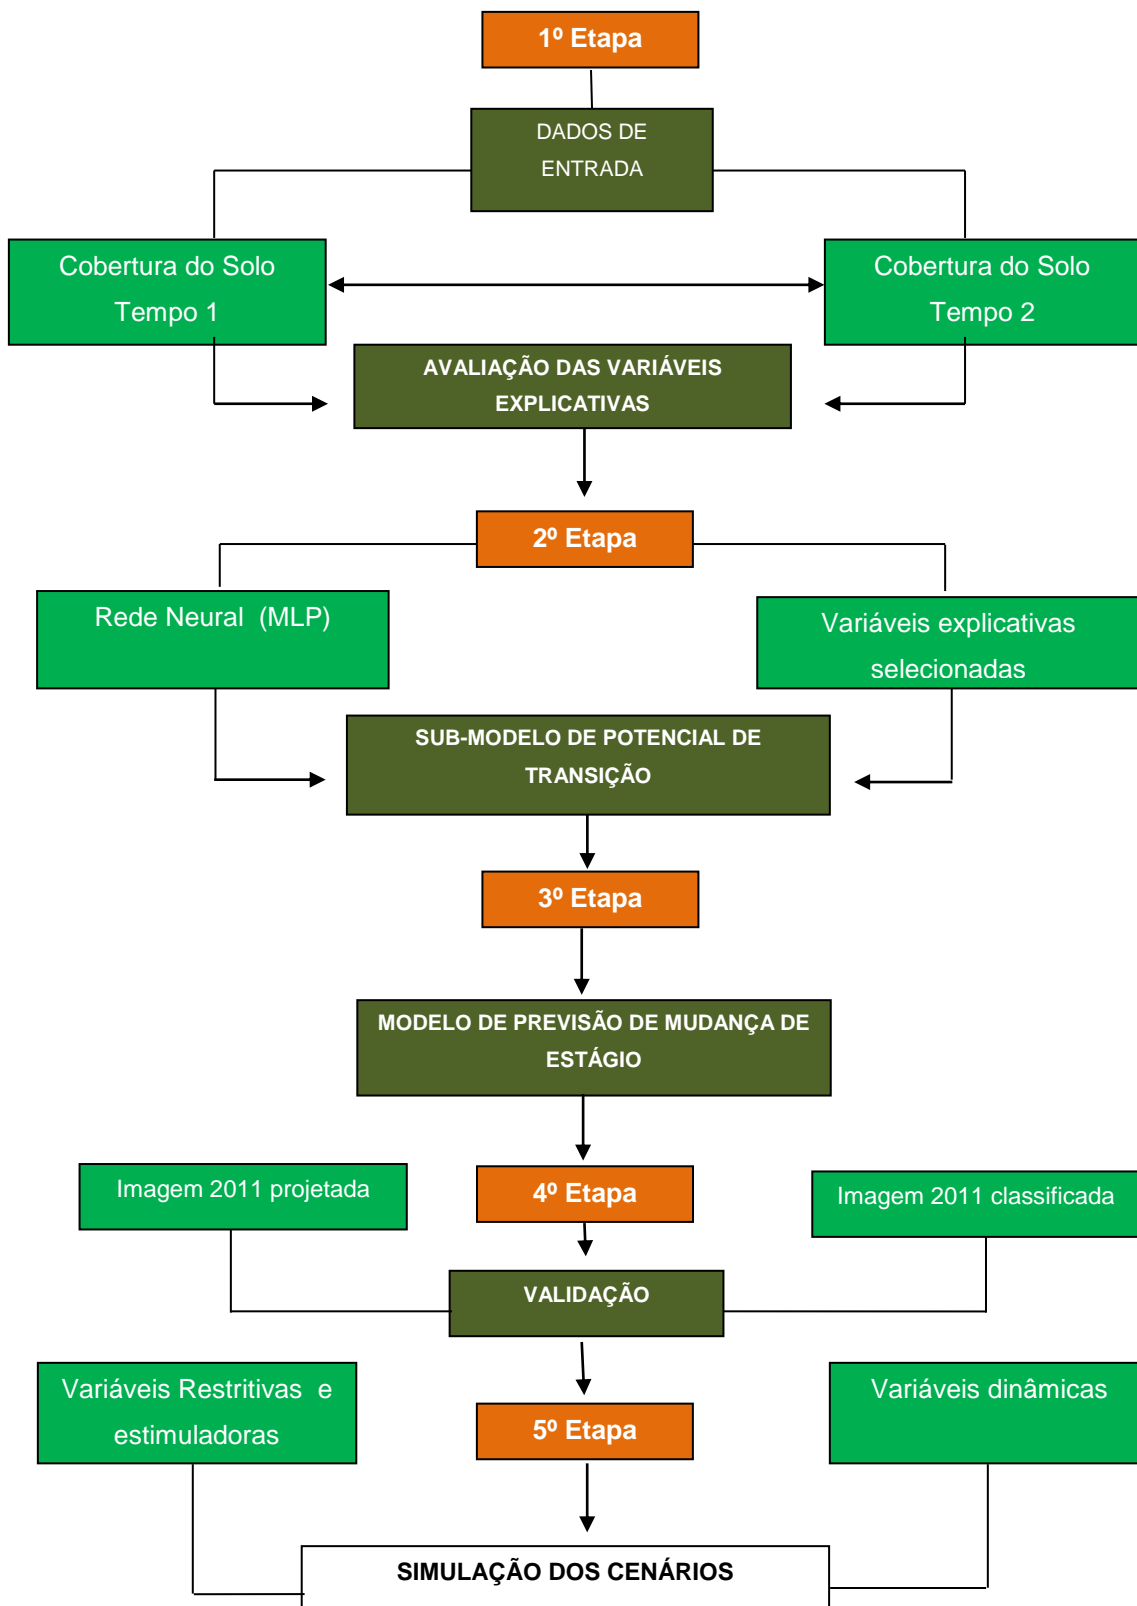 1º Etapa
DADOS DE
ENTRADA
Cobertura do Solo
Tempo 1
Cobertura do Solo
Tempo 2
AVALIAÇÃO DAS VARIÁVEIS
EXPLICATIVAS
2º Etapa
Rede Neural (MLP)
Variáveis explicativas
selecionadas
SUB-MODELO DE POTENCIAL DE
TRANSIÇÃO
3º Etapa
MODELO DE PREVISÃO DE MUDANÇA DE
ESTÁGIO
Imagem 2011 projetada
4º Etapa
Imagem 2011 classificada
VALIDAÇÃO
Variáveis Restritivas e
estimuladoras
5º Etapa
Variáveis dinâmicas
SIMULAÇÃO DOS CENÁRIOS